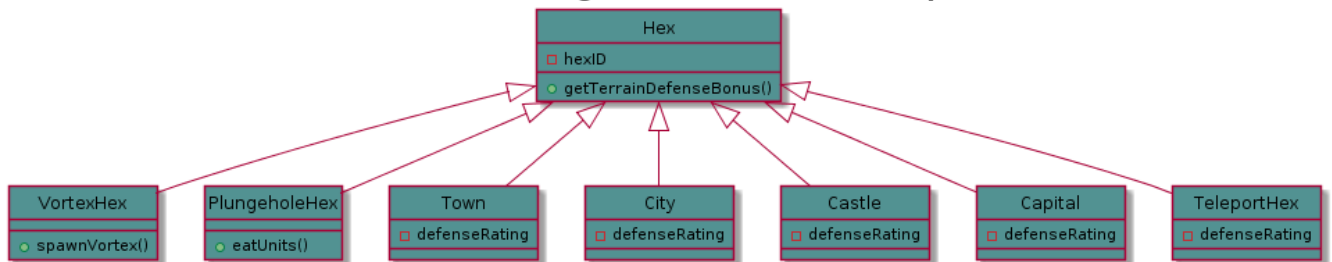 Hex
hexID
getTerrainDefenseBonus()
VortexHex
spawnVortex()
PlungeholeHex
eatUnits()
Town
defenseRating
City
defenseRating
Castle
defenseRating
Capital
defenseRating
TeleportHex
defenseRating